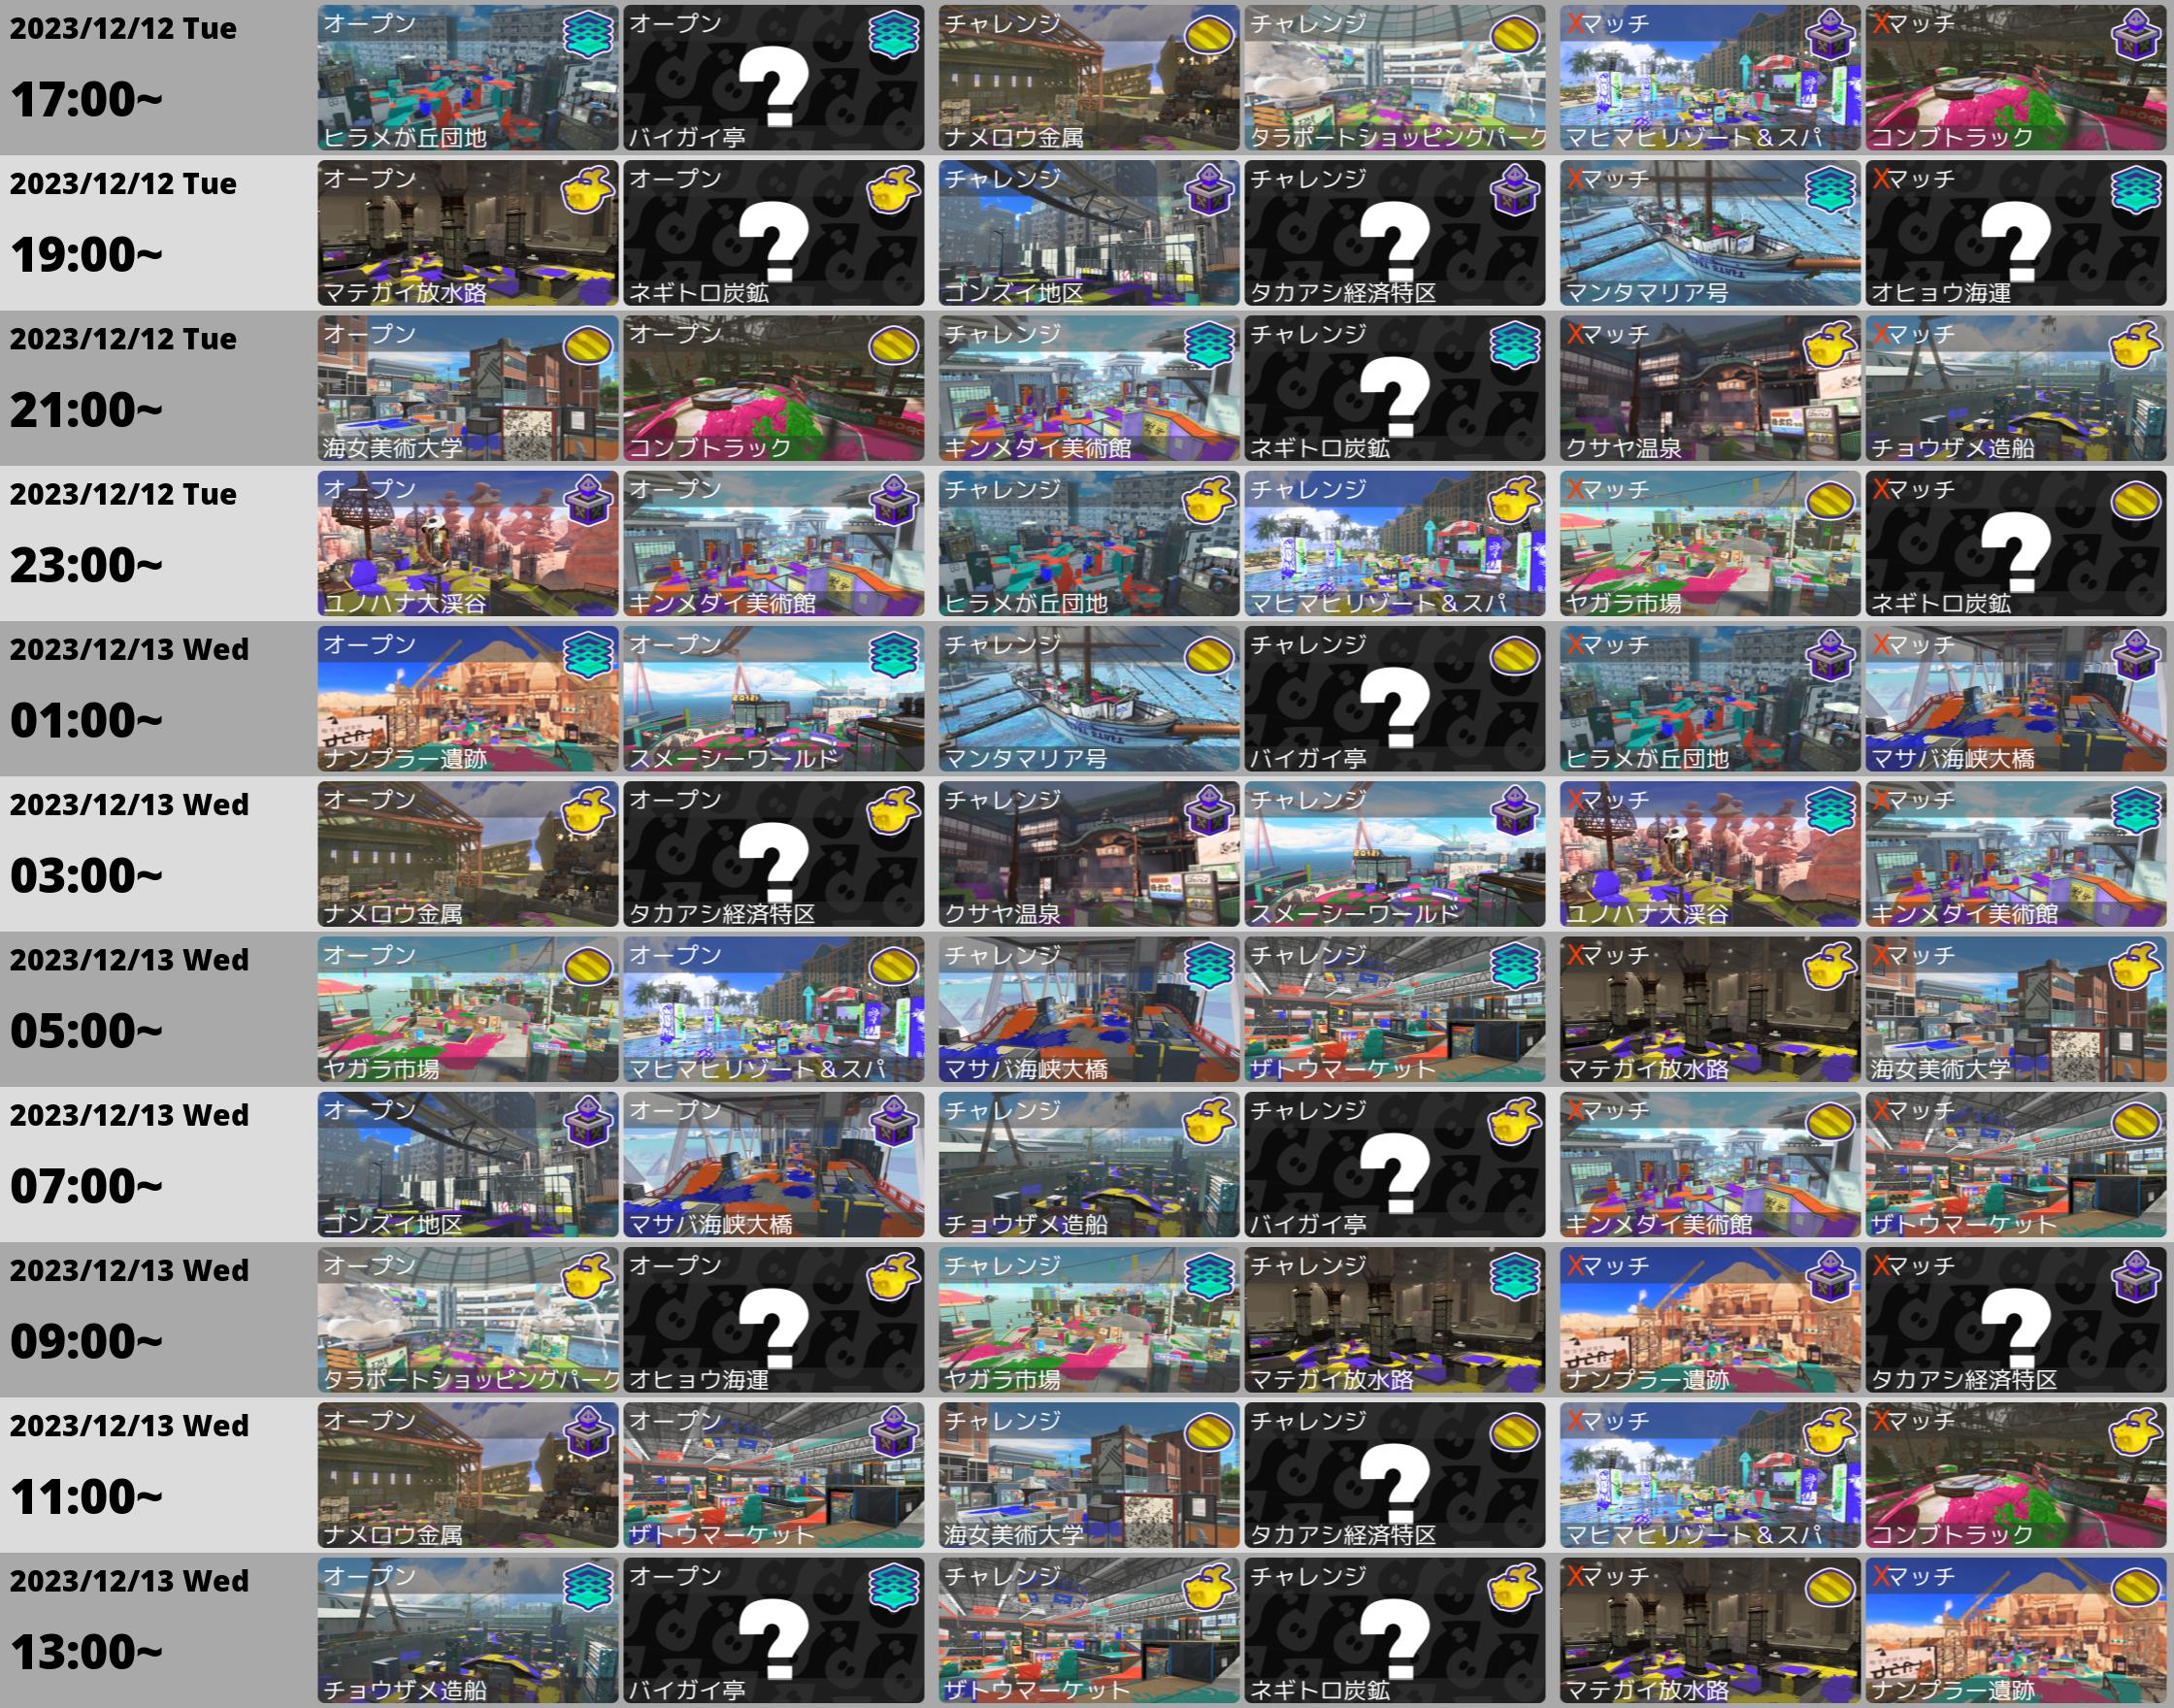 2023/12/12 Tue
17:00~
オープン
ヒラメが丘団地
オープン
バイガイ亭
チャレンジ
ナメロウ金属
チャレンジ
タラポートショッピングパーク
Xマッチ
マヒマヒリゾート＆スパ
Xマッチ
コンブトラック
2023/12/12 Tue
19:00~
オープン
マテガイ放水路
オープン
ネギトロ炭鉱
チャレンジ
ゴンズイ地区
チャレンジ
タカアシ経済特区
Xマッチ
マンタマリア号
Xマッチ
オヒョウ海運
2023/12/12 Tue
21:00~
オープン
海女美術大学
オープン
コンブトラック
チャレンジ
キンメダイ美術館
チャレンジ
ネギトロ炭鉱
Xマッチ
クサヤ温泉
Xマッチ
チョウザメ造船
2023/12/12 Tue
23:00~
オープン
ユノハナ大渓谷
オープン
キンメダイ美術館
チャレンジ
ヒラメが丘団地
チャレンジ
マヒマヒリゾート＆スパ
Xマッチ
ヤガラ市場
Xマッチ
ネギトロ炭鉱
2023/12/13 Wed
01:00~
オープン
ナンプラー遺跡
オープン
スメーシーワールド
チャレンジ
マンタマリア号
チャレンジ
バイガイ亭
Xマッチ
ヒラメが丘団地
Xマッチ
マサバ海峡大橋
2023/12/13 Wed
03:00~
オープン
ナメロウ金属
オープン
タカアシ経済特区
チャレンジ
クサヤ温泉
チャレンジ
スメーシーワールド
Xマッチ
ユノハナ大渓谷
Xマッチ
キンメダイ美術館
2023/12/13 Wed
05:00~
オープン
ヤガラ市場
オープン
マヒマヒリゾート＆スパ
チャレンジ
マサバ海峡大橋
チャレンジ
ザトウマーケット
Xマッチ
マテガイ放水路
Xマッチ
海女美術大学
2023/12/13 Wed
07:00~
オープン
ゴンズイ地区
オープン
マサバ海峡大橋
チャレンジ
チョウザメ造船
チャレンジ
バイガイ亭
Xマッチ
キンメダイ美術館
Xマッチ
ザトウマーケット
2023/12/13 Wed
09:00~
オープン
タラポートショッピングパーク
オープン
オヒョウ海運
チャレンジ
ヤガラ市場
チャレンジ
マテガイ放水路
Xマッチ
ナンプラー遺跡
Xマッチ
タカアシ経済特区
2023/12/13 Wed
11:00~
オープン
ナメロウ金属
オープン
ザトウマーケット
チャレンジ
海女美術大学
チャレンジ
タカアシ経済特区
Xマッチ
マヒマヒリゾート＆スパ
Xマッチ
コンブトラック
2023/12/13 Wed
13:00~
オープン
チョウザメ造船
オープン
バイガイ亭
チャレンジ
ザトウマーケット
チャレンジ
ネギトロ炭鉱
Xマッチ
マテガイ放水路
Xマッチ
ナンプラー遺跡